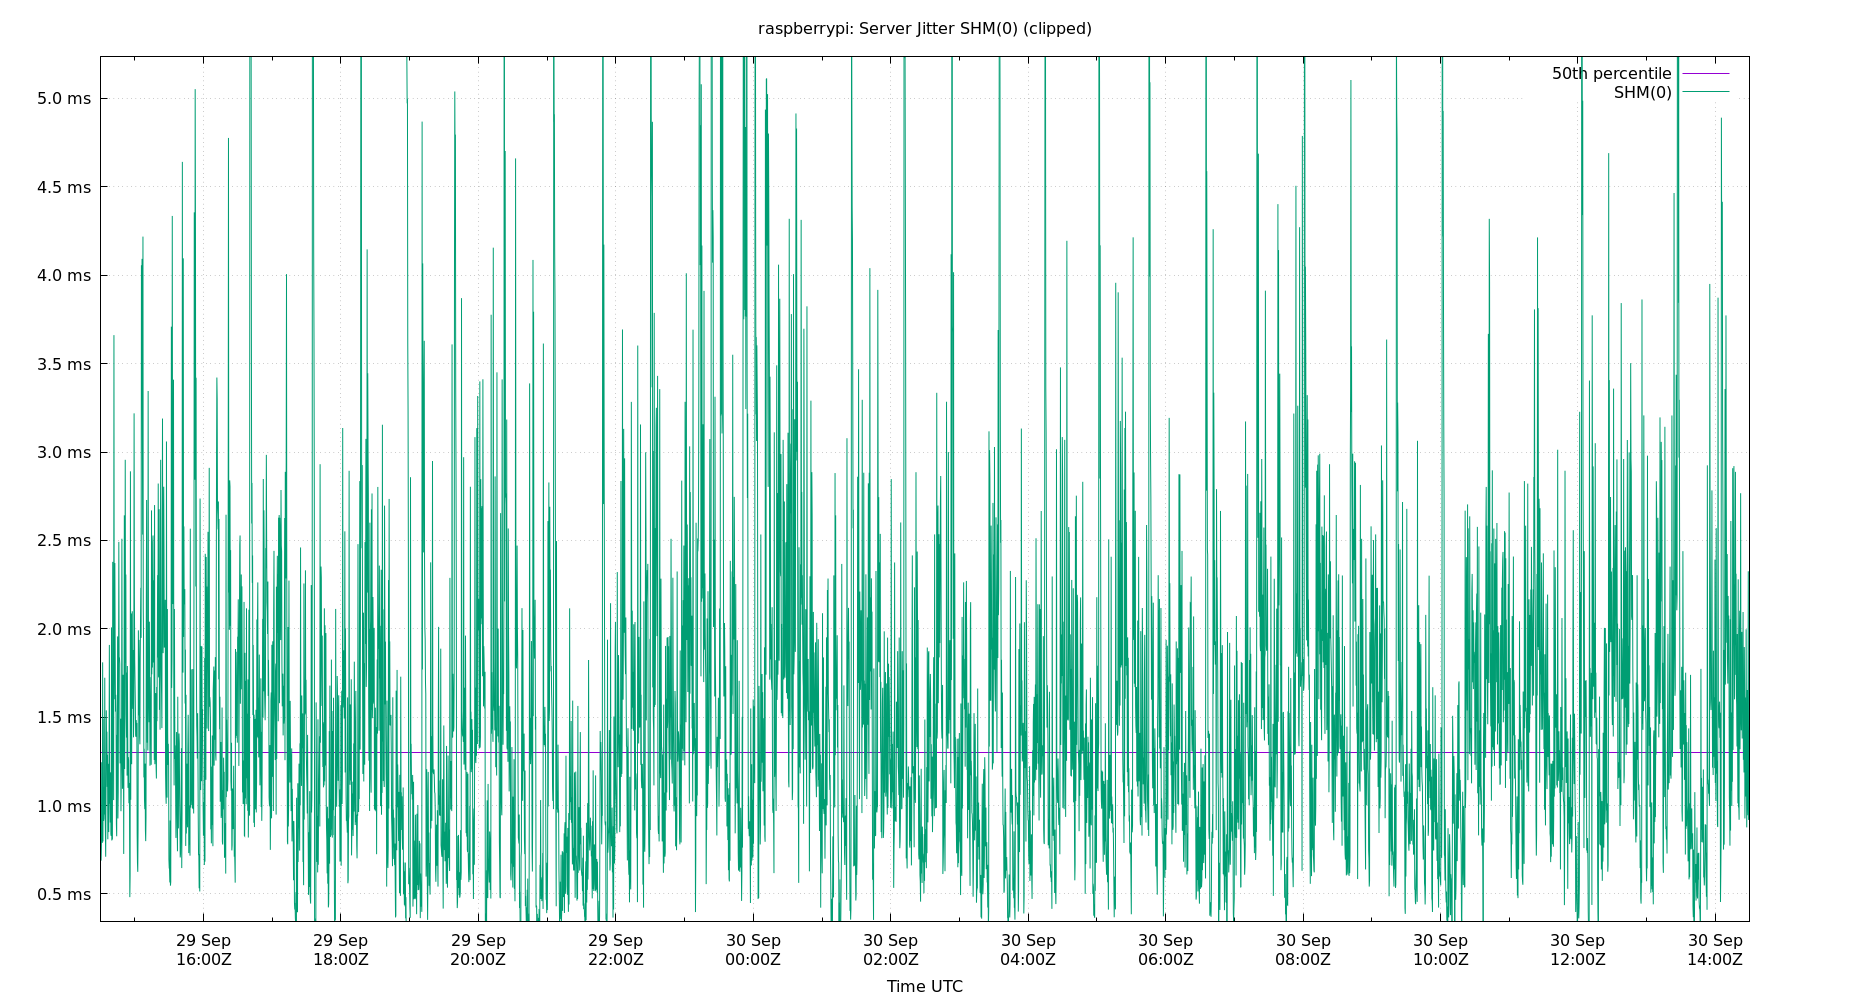 raspberrypi: Server Jitter SHM(0) (clipped)
50th percentile
SHM(0)
5.0 ms
4.5 ms
4.0 ms
3.5 ms
3.0 ms
2.5 ms
2.0 ms
1.5 ms
1.0 ms
0.5 ms
29 Sep 29 Sep 29 Sep 29 Sep 30 Sep 30 Sep 30 Sep 30 Sep 30 Sep 30 Sep 30 Sep 30 Sep
16:00Z 18:00Z 20:00Z 22:00Z 00:00Z 02:00Z 04:00Z 06:00Z 08:00Z 10:00Z 12:00Z 14:00Z
Time UTC